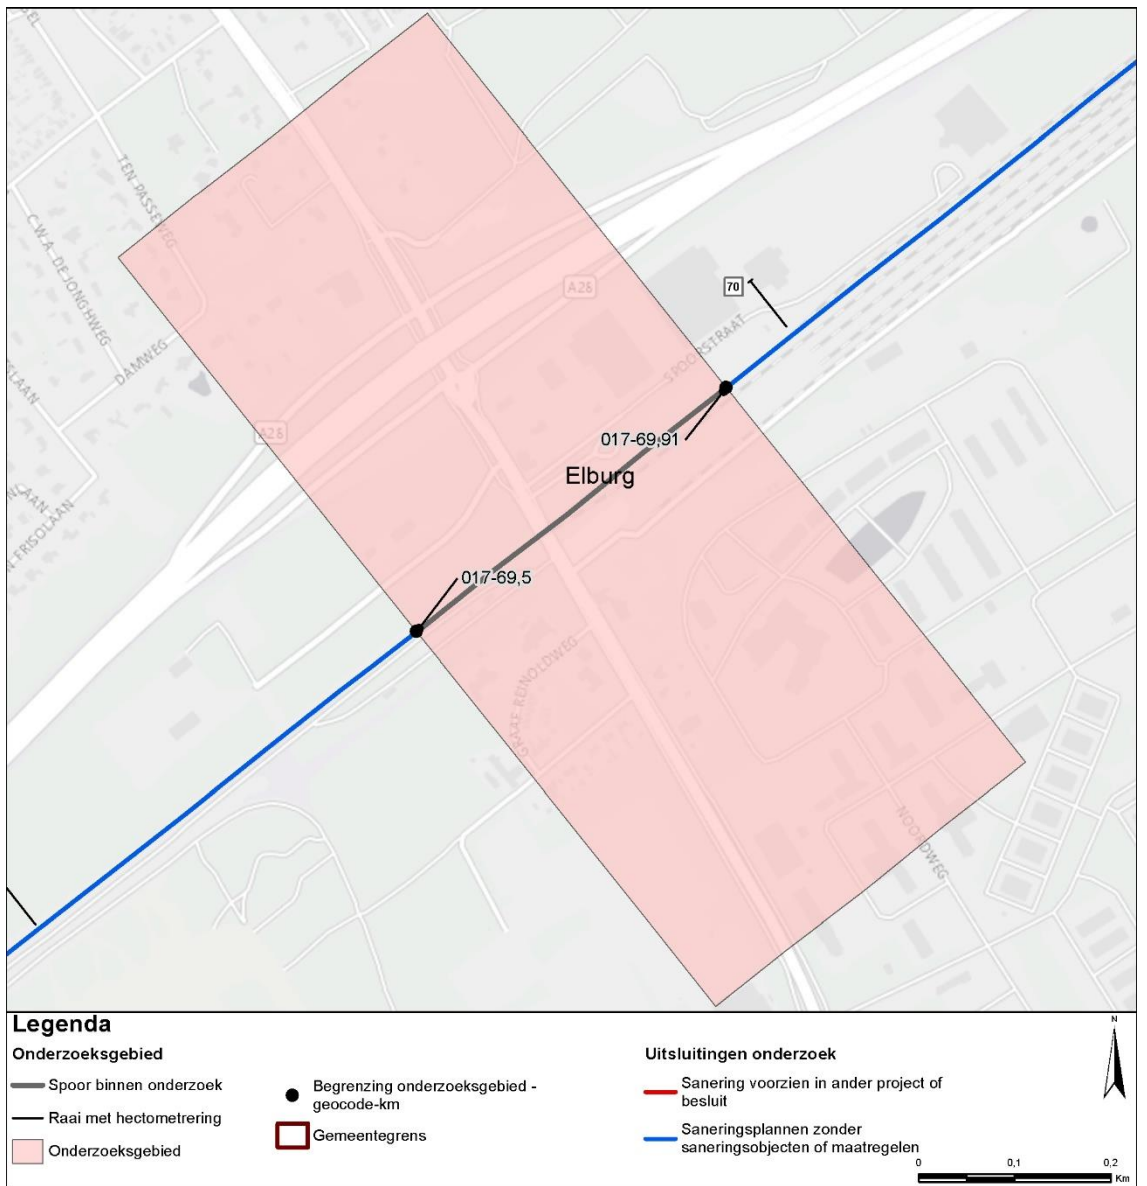 TEN PASSEWEG
C.W.A. DE JONGHWEG
DAMWEG
A28
A28
70
SPOORSTRAAT
017-69,91
Elburg
017-69,5
GRAAF REINOLDWEG
NOORDWEG
Legenda
Onderzoeksgebied
Spoor binnen onderzoek
Raai met hectometrering
Onderzoeksgebied
Begrenzing onderzoeksgebied -
geocode-km
Gemeentegrens
Uitsluitingen onderzoek
Sanering voorzien in ander project of
besluit
Saneringsplannen zonder
saneringsobjecten of maatregelen
N
0 0,1 0,2
Km